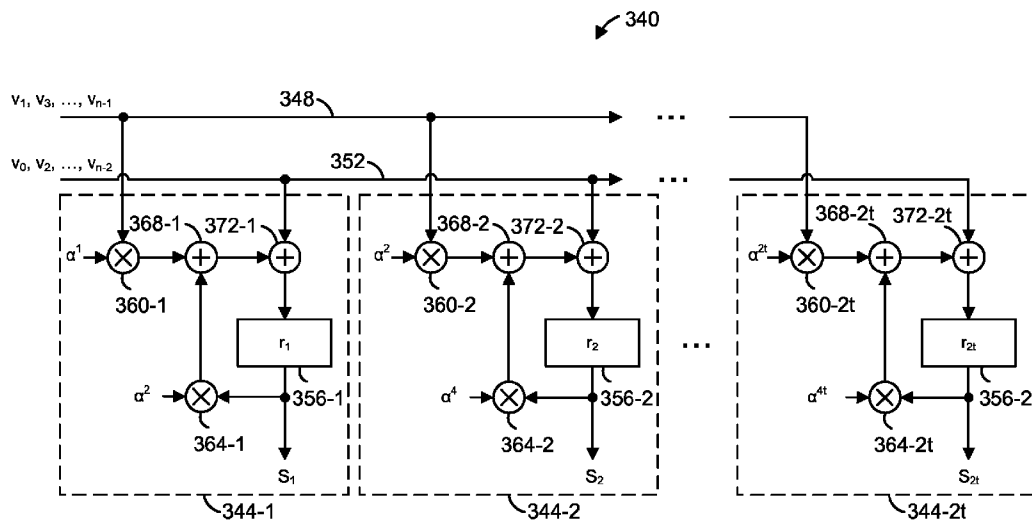 340
v1, v3, ..., vn-1
348
v0, v2, ..., vn-2
352
368-1 372-1 368-2 372-2 368-2t 372-2t
α1 α2 α2t
360-1 360-2 360-2t
r1 r2 r2t
α2 356-1 α4 356-2 α4t 356-2
364-1 364-2 364-2t
S1 S2 S2t
344-1 344-2 344-2t